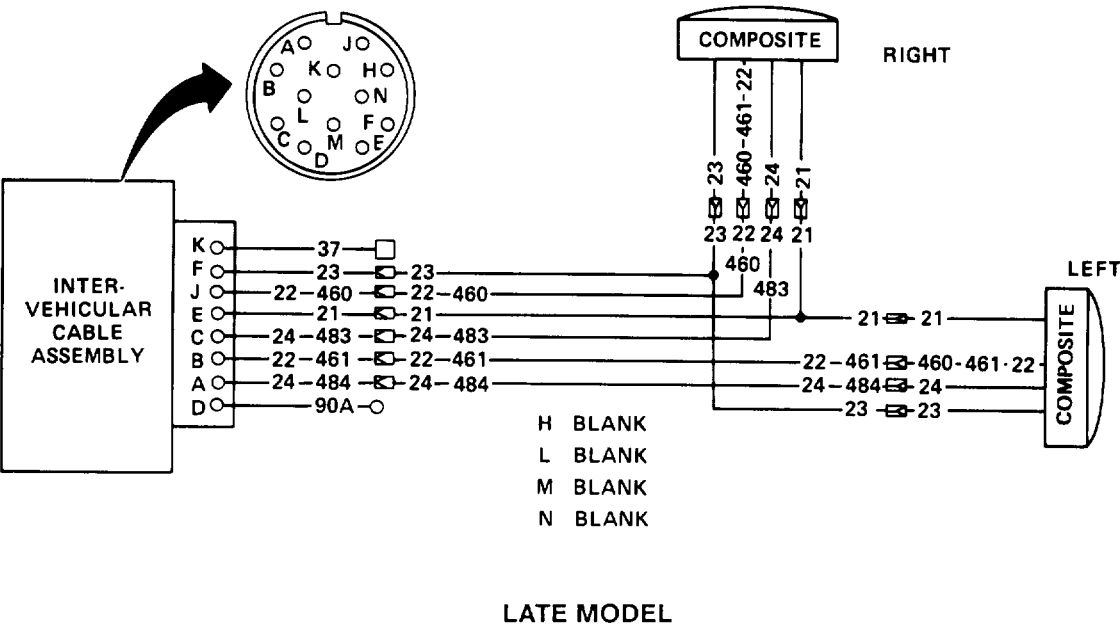 COMPOSITE
RIGHT
A J
K H
B N
L F
C M E
D
23 460-461-22 24 21
23 22 24 21
460
483
INTER-
VEHICULAR
CABLE
ASSEMBLY
K 37
F 23 23
J 22-460 22-460
E 21 21 21 21
C 24-483 24-483
B 22-461 22-461 22-461 460-461-22
A 24-484 24-484 24-484 24
D 90A 23 23
LEFT
COMPOSITE
H BLANK
L BLANK
M BLANK
N BLANK
LATE MODEL